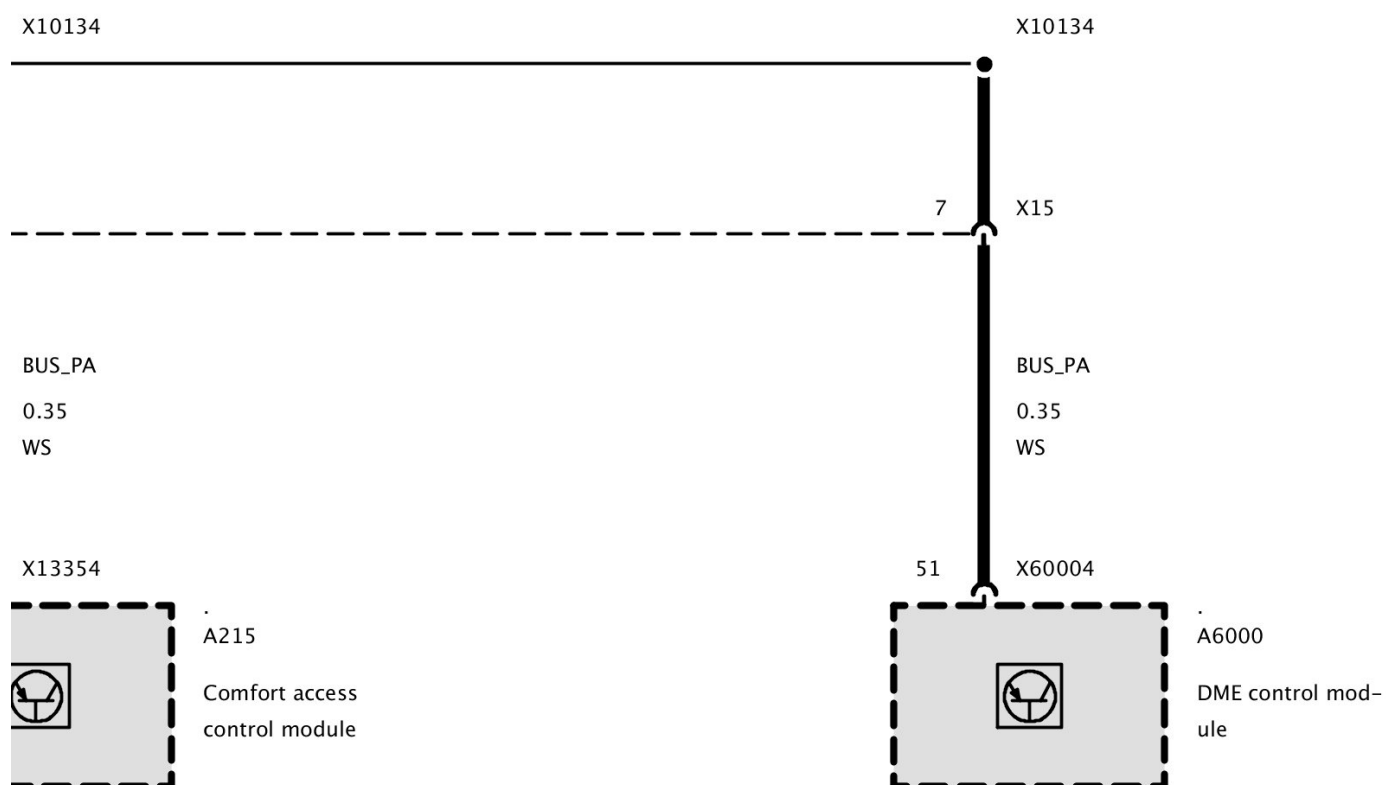 X10134
X10134
7
X15
BUS_PA
0.35
WS
BUS_PA
0.35
WS
X13354
51
X60004
.
A215
Comfort access
control module
.
A6000
DME control mod-
ule